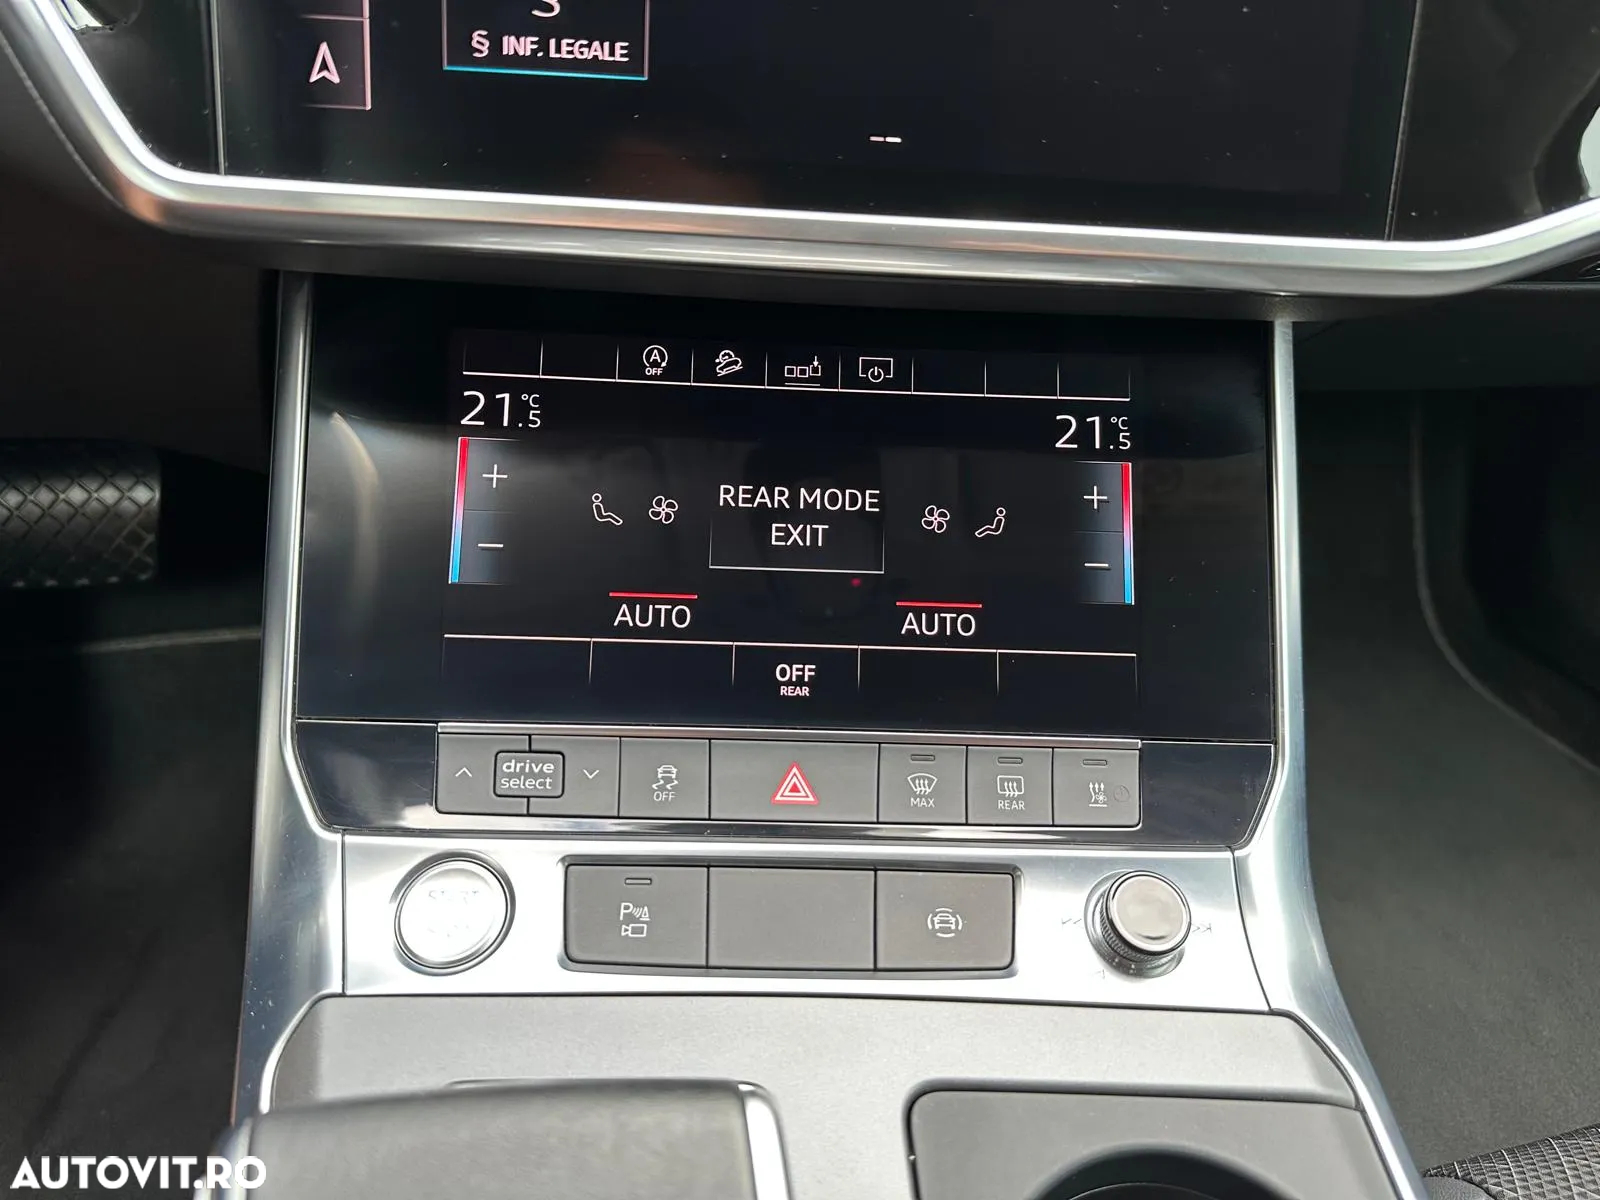 § INF. LEGALE
A
OFF
21.5 °C
21.5 °C
REAR MODE
EXIT
AUTO
AUTO
OFF
REAR
drive
select
OFF
MAX
REAR
P
AUTOVIT.RO